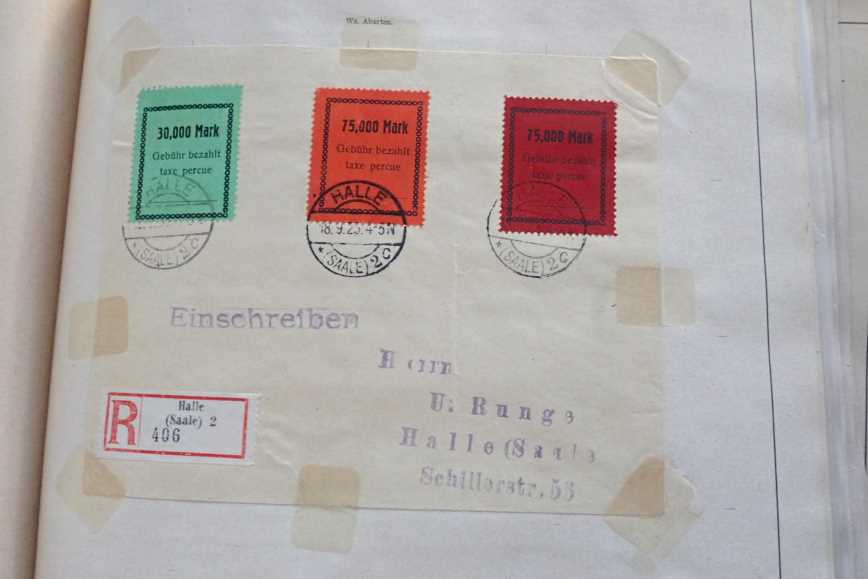 Wz. Abarten.
30,000 Mark
Gebühr bezahlt
taxe percue
75,000 Mark
Gebühr bezahlt
taxe percue
75,000 Mark
Gebühr bezahlt
taxe percue
HALLE
* (SAALE) 2 c
HALLE
18.9.23. 4-5N
* (SAALE) 2 c
* (SAALE) 2 c
Einschreiben
Herrn
U. Runge
Halle (Saale
Schillerstr. 56
R
Halle
(Saale) 2
406